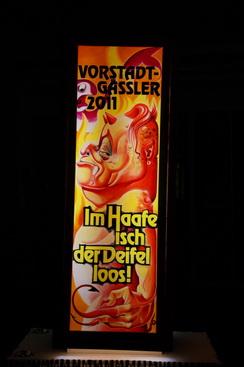 VORSTADT-
GÄSSLER
2011
Im Haafe
isch
der Deifel
loos!